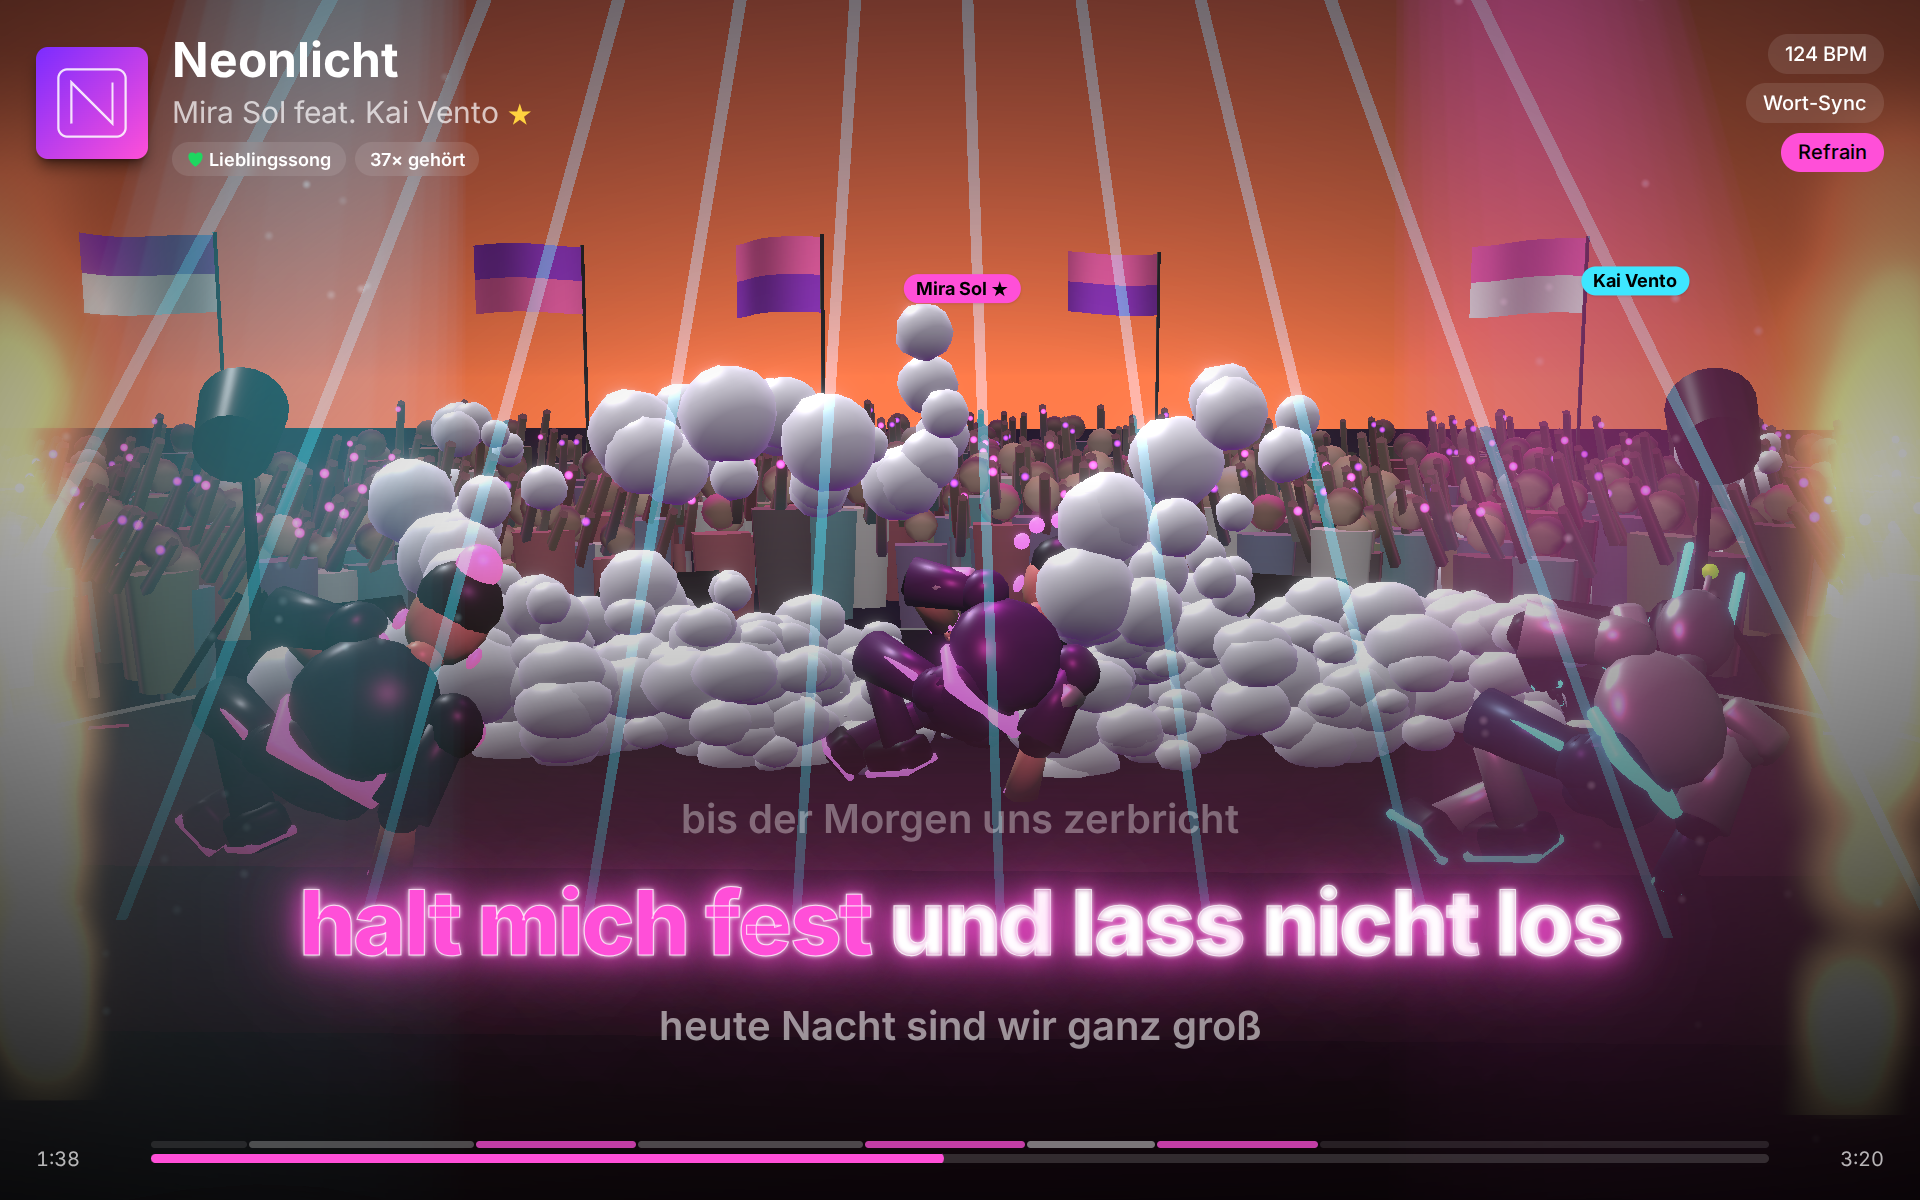 Neonlicht
Mira Sol feat. Kai Vento ★
Lieblingssong
37× gehört
124 BPM
Wort-Sync
Refrain
Mira Sol ★
Kai Vento
bis der Morgen uns zerbricht
halt mich fest und lass nicht los
heute Nacht sind wir ganz groß
1:38
3:20